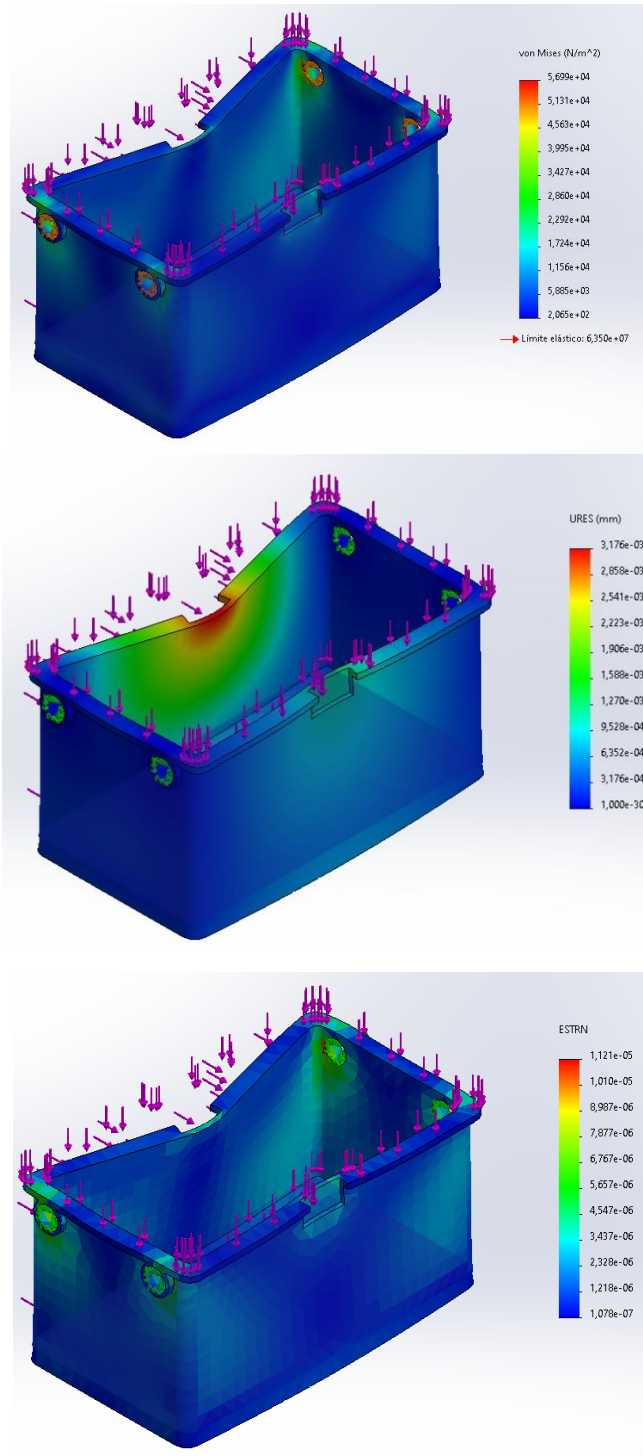 von Mises (N/m^2)
5,699e+04
5,131e+04
4,563e+04
3,995e+04
3,427e+04
2,860e+04
2,292e+04
1,724e+04
1,156e+04
5,885e+03
2,065e+02
Límite elástico: 6,350e+07
URES (mm)
3,176e-03
2,858e-03
2,541e-03
2,223e-03
1,906e-03
1,588e-03
1,270e-03
9,529e-04
6,352e-04
3,176e-04
1,000e-30
ESTRN
1,121e-05
1,010e-05
8,987e-06
7,877e-06
6,767e-06
5,657e-06
4,547e-06
3,437e-06
2,328e-06
1,218e-06
1,078e-07